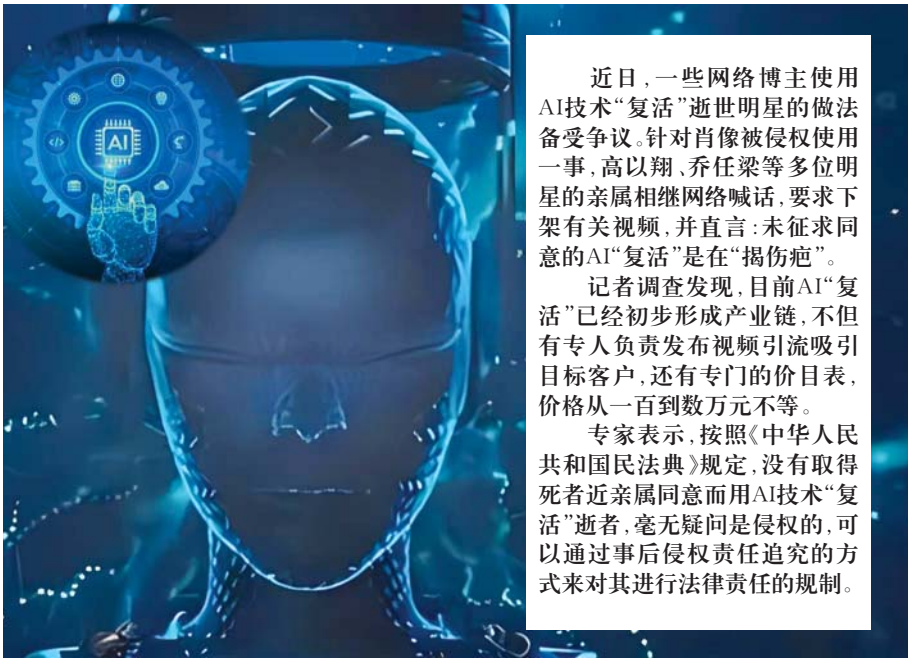 AI
</>
近日,一些网络博主使用
AI技术“复活”逝世明星的做法
备受争议。针对肖像被侵权使用
一事,高以翔、乔任梁等多位明
星的亲属相继网络喊话,要求下
架有关视频,并直言:未征求同
意的AI“复活”是在“揭伤疤”。
记者调查发现,目前AI“复
活”已经初步形成产业链,不但
有专人负责发布视频引流吸引
目标客户,还有专门的价目表,
价格从一百到数万元不等。
专家表示,按照《中华人民
共和国民法典》规定,没有取得
死者近亲属同意而用AI技术“复
活”逝者,毫无疑问是侵权的,可
以通过事后侵权责任追究的方
式来对其进行法律责任的规制。